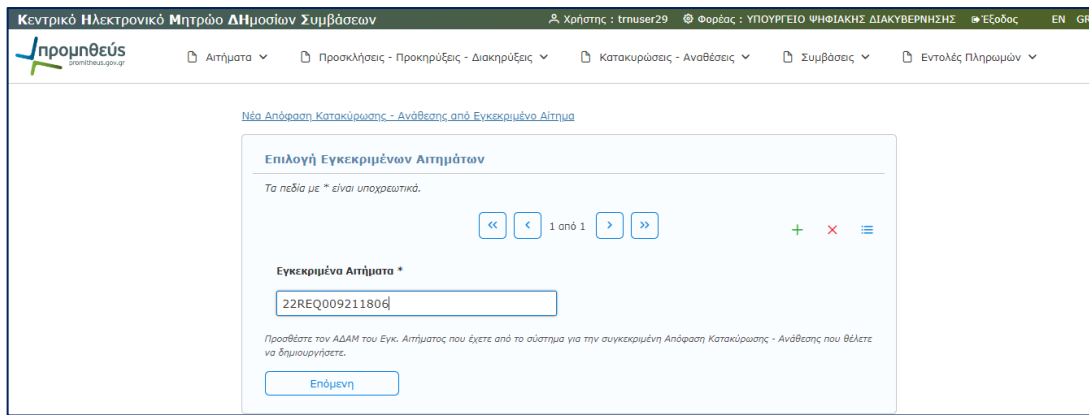 Κεντρικό Ηλεκτρονικό Μητρώο ΔΗμοσίων Συμβάσεων Χρήστης : trnuser29 Φορέας : ΥΠΟΥΡΓΕΙΟ ΨΗΦΙΑΚΗΣ ΔΙΑΚΥΒΕΡΝΗΣΗΣ Έξοδος EN GR
προμηθεύs
promitheus.gov.gr
Αιτήματα Προσκλήσεις - Προκηρύξεις - Διακηρύξεις Κατακυρώσεις - Αναθέσεις Συμβάσεις Εντολές Πληρωμών
Νέα Απόφαση Κατακύρωσης - Ανάθεσης από Εγκεκριμένο Αίτημα
Επιλογή Εγκεκριμένων Αιτημάτων
Τα πεδία με * είναι υποχρεωτικά.
1 από 1
Εγκεκριμένα Αιτήματα *
22REQ009211806
Προσθέστε τον ΑΔΑΜ του Εγκ. Αιτήματος που έχετε από το σύστημα για την συγκεκριμένη Απόφαση Κατακύρωσης - Ανάθεσης που θέλετε
να δημιουργήσετε.
Επόμενη